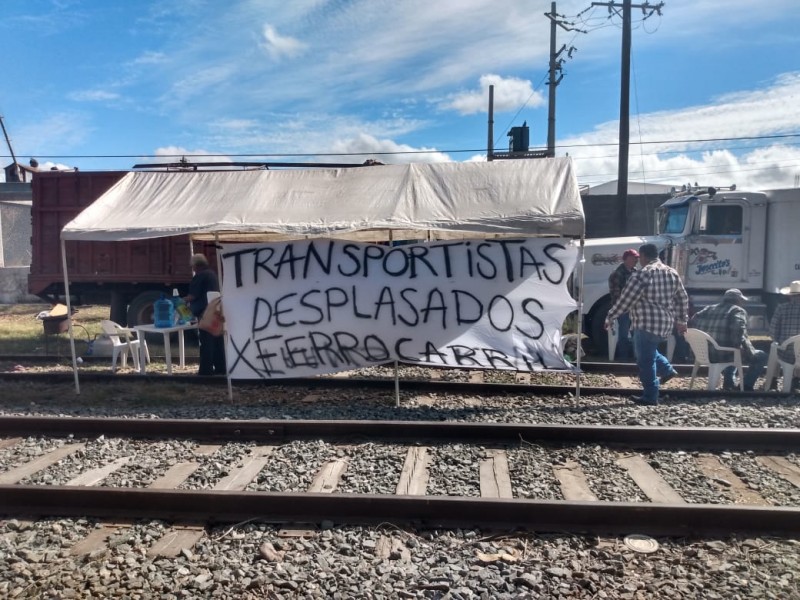 TRANSPORTISTAS
DESPLASADOS
X FERROCARRIL